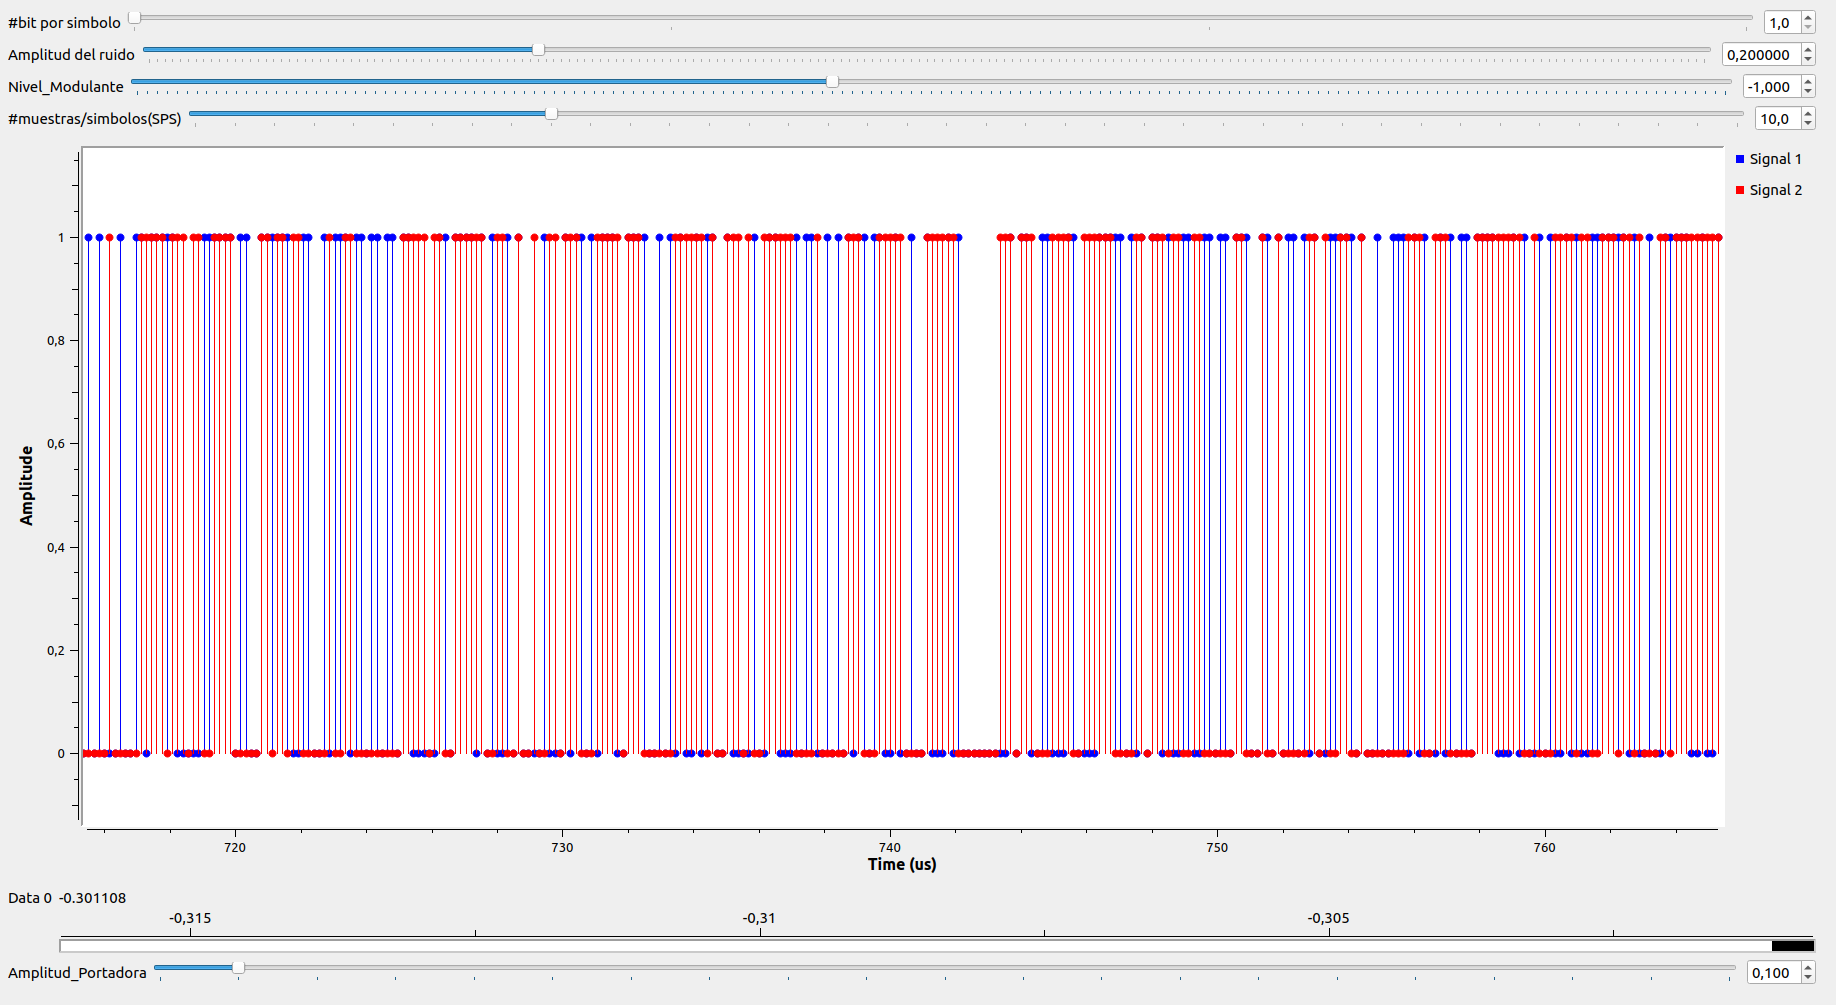 #bit por simbolo 1,0
Amplitud del ruido 0,200000
Nivel_Modulante -1,000
#muestras/simbolos(SPS) 10,0
Signal 1
Signal 2
1
0,8
0,6
0,4
0,2
0
Amplitude
720 730 740 750 760
Time (us)
Data 0 -0.301108
-0,315 -0,31 -0,305
Amplitud_Portadora 0,100